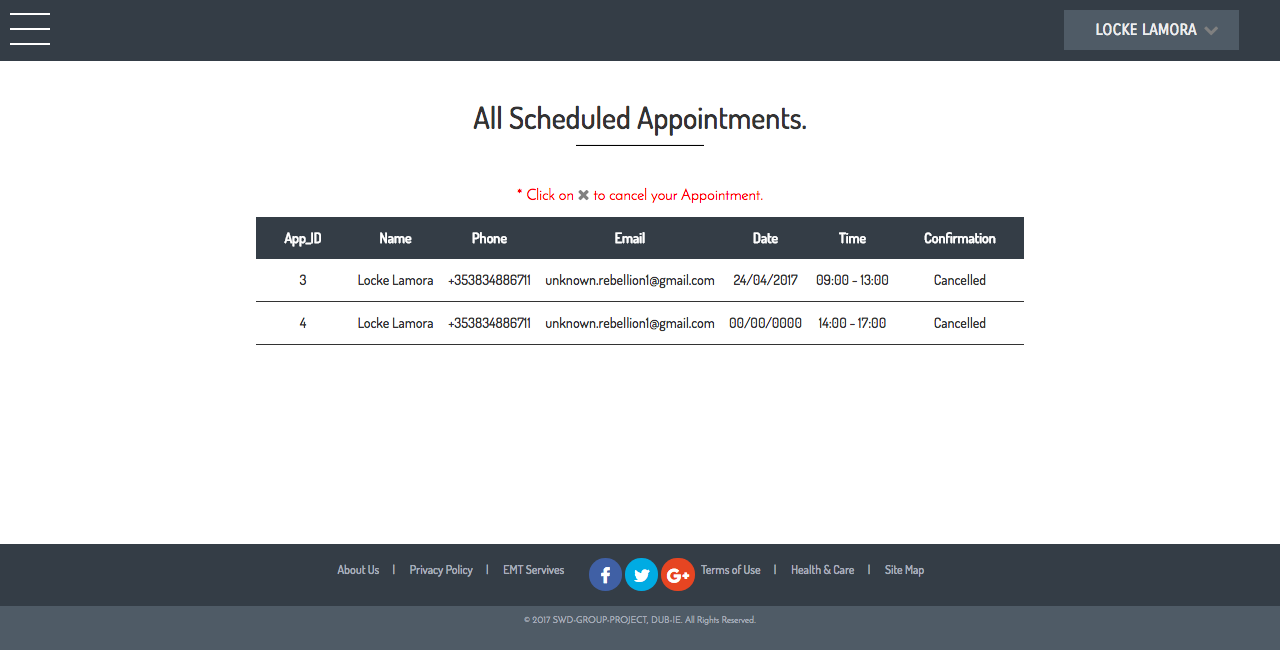 LOCKE LAMORA
All Scheduled Appointments.
* Click on ✖ to cancel your Appointment.
App_ID Name Phone Email Date Time Confirmation
3 Locke Lamora +353834886711 unknown.rebellion1@gmail.com 24/04/2017 09:00 - 13:00 Cancelled
4 Locke Lamora +353834886711 unknown.rebellion1@gmail.com 00/00/0000 14:00 - 17:00 Cancelled
About Us | Privacy Policy | EMT Servives f G+ Terms of Use | Health & Care | Site Map
© 2017 SWD-GROUP-PROJECT, DUB-IE. All Rights Reserved.